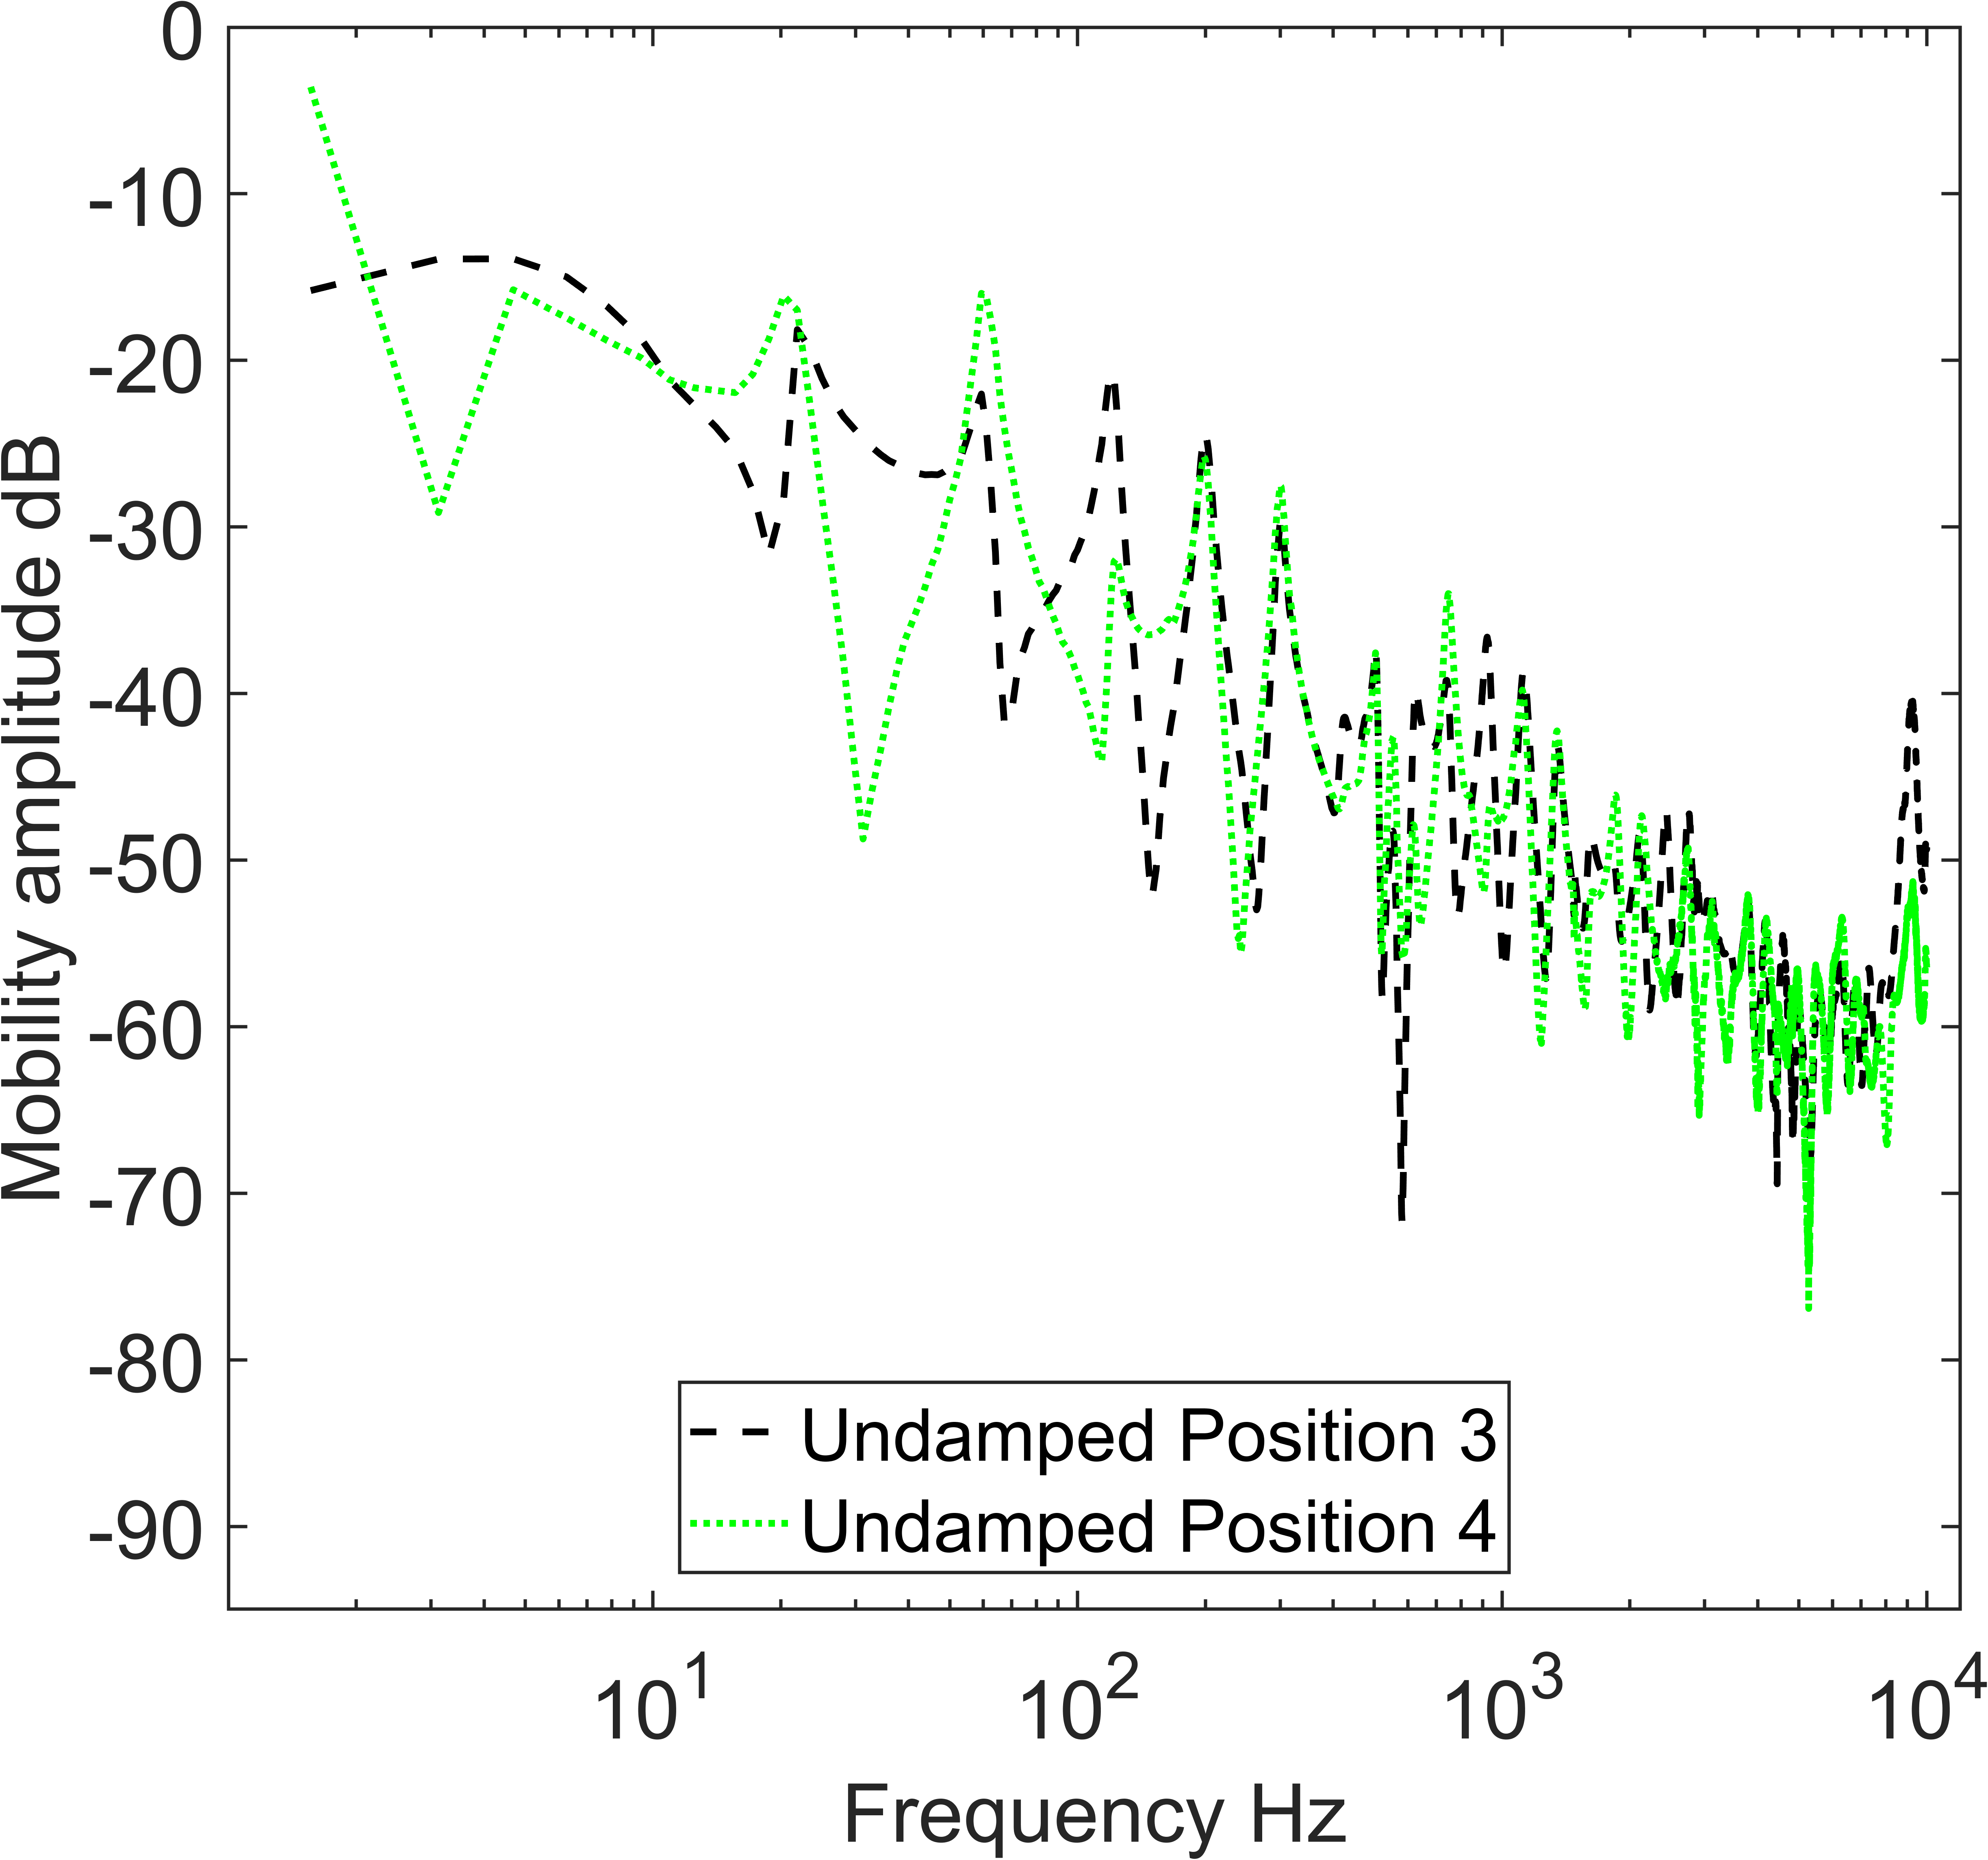 0
-10
-20
-30
-40
-50
-60
-70
-80
-90
Mobility amplitude dB
Undamped Position 3
Undamped Position 4
10¹ 10² 10³ 10⁴
Frequency Hz